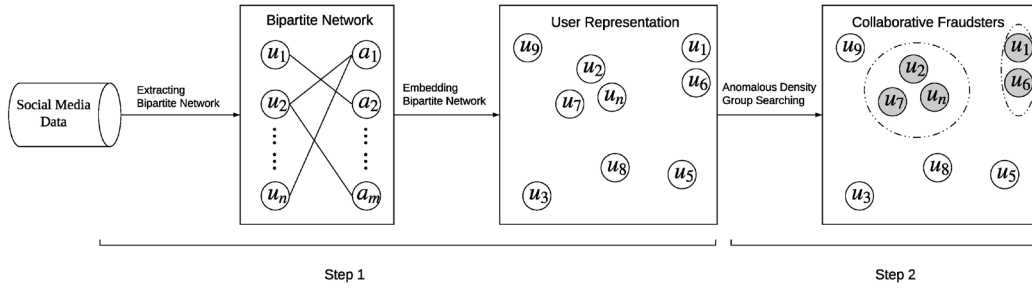 Social Media
Data
Extracting
Bipartite Network
Bipartite Network
u₁ a₁
u₂ a₂
uₙ aₘ
Embedding
Bipartite Network
User Representation
u₉ u₁
u₂ u₆
u₇ uₙ
u₈ u₅
u₃
Anomalous Density
Group Searching
Collaborative Fraudsters
u₉ u₁
u₂ u₆
u₇ uₙ
u₈ u₅
u₃
Step 1
Step 2